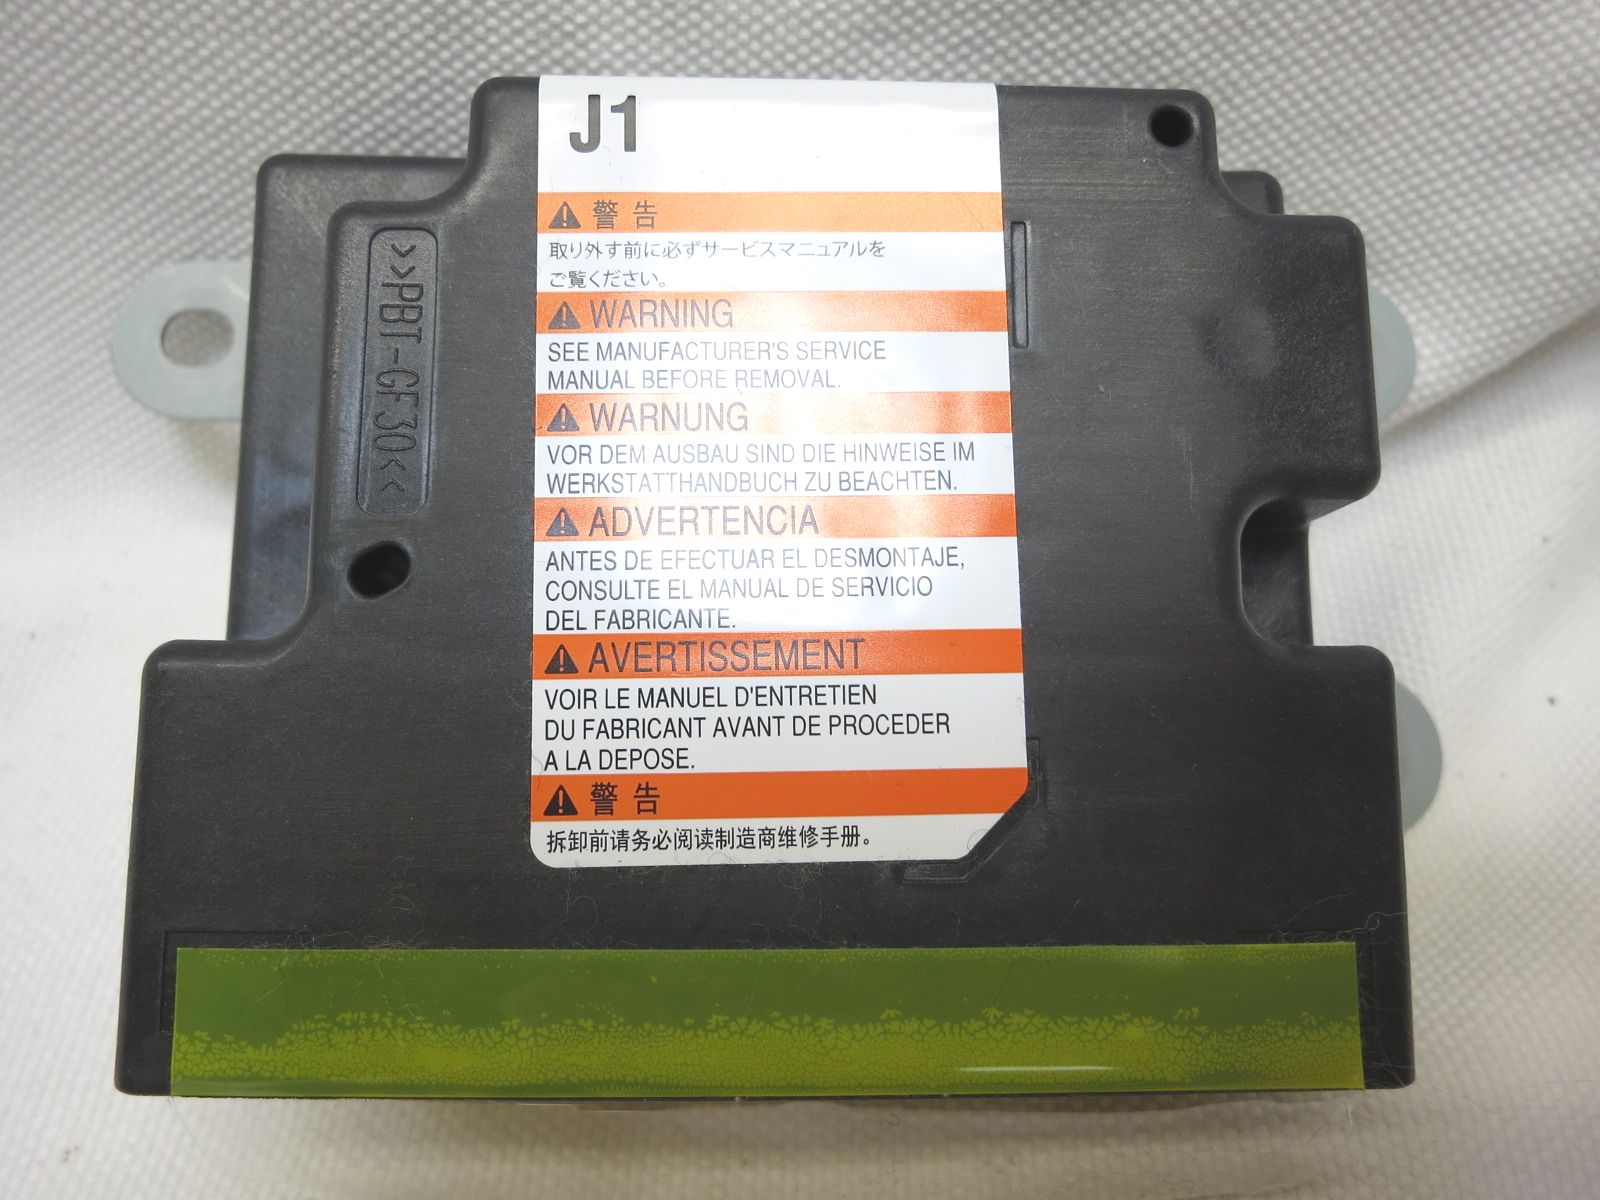 J1
警告
取り外す前に必ずサービスマニュアルを
ご覧ください。
WARNING
SEE MANUFACTURER'S SERVICE
MANUAL BEFORE REMOVAL.
WARNUNG
VOR DEM AUSBAU SIND DIE HINWEISE IM
WERKSTATTHANDBUCH ZU BEACHTEN.
ADVERTENCIA
ANTES DE EFECTUAR EL DESMONTAJE,
CONSULTE EL MANUAL DE SERVICIO
DEL FABRICANTE.
AVERTISSEMENT
VOIR LE MANUEL D'ENTRETIEN
DU FABRICANT AVANT DE PROCEDER
A LA DEPOSE.
警告
拆卸前请务必阅读制造商维修手册。
>>PBT-GF30<<